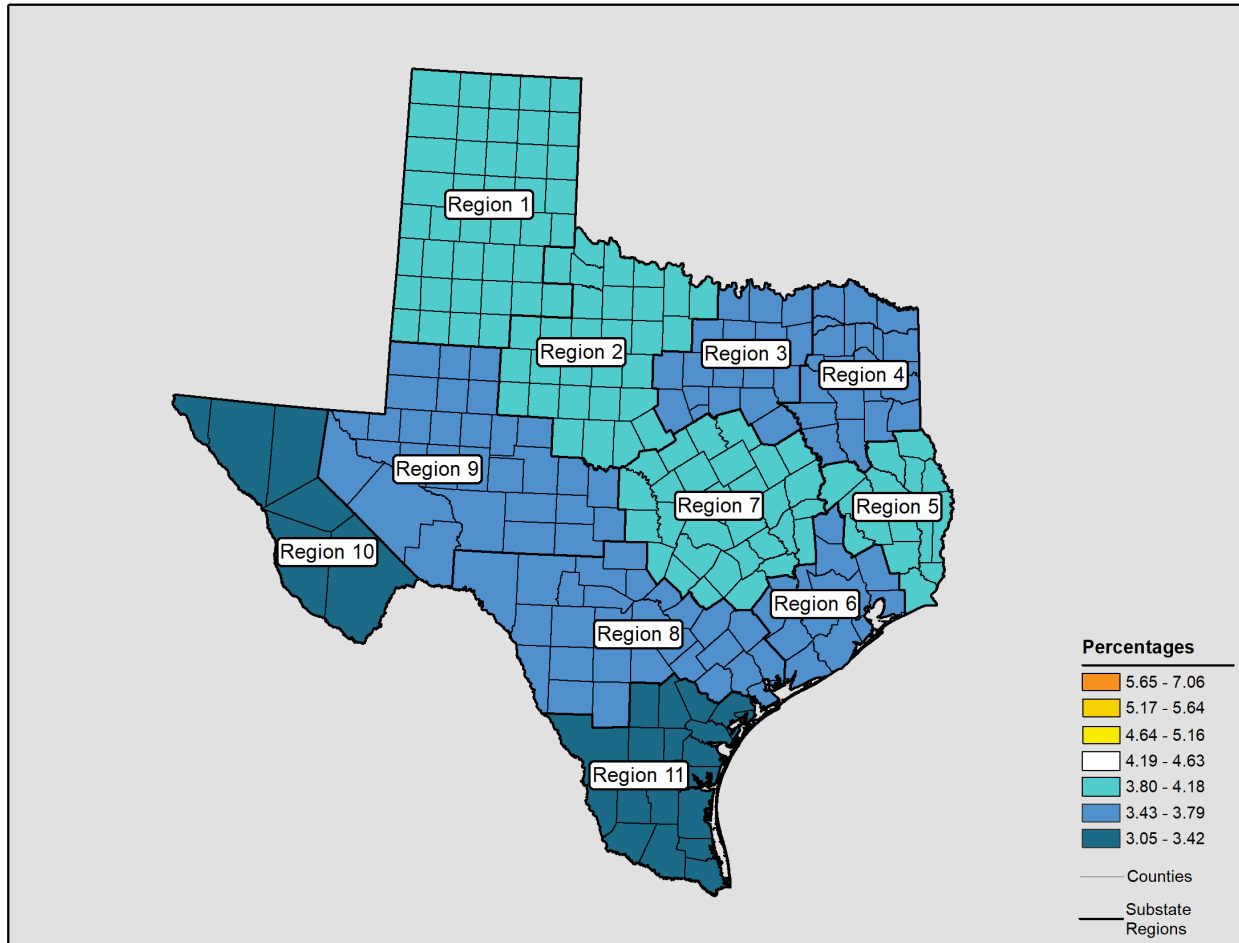 Region 1
Region 2
Region 3
Region 4
Region 9
Region 7
Region 5
Region 10
Region 6
Region 8
Region 11
Percentages
5.65 - 7.06
5.17 - 5.64
4.64 - 5.16
4.19 - 4.63
3.80 - 4.18
3.43 - 3.79
3.05 - 3.42
Counties
Substate
Regions